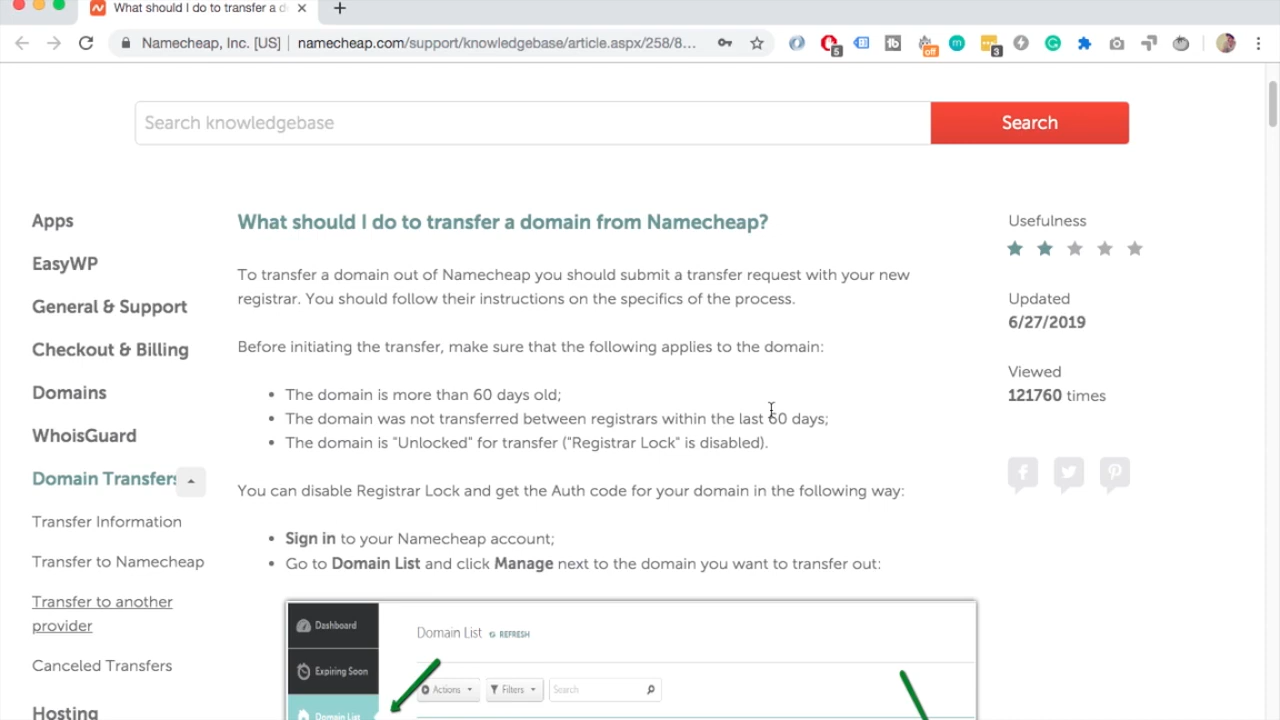 What should I do to transfer a d
Namecheap, Inc. [US] | namecheap.com/support/knowledgebase/article.aspx/258/8...
5
off
3
Search knowledgebase
Search
Apps
EasyWP
General & Support
Checkout & Billing
Domains
WhoisGuard
Domain Transfers
Transfer Information
Transfer to Namecheap
Transfer to another
provider
Canceled Transfers
Hosting
What should I do to transfer a domain from Namecheap?
To transfer a domain out of Namecheap you should submit a transfer request with your new
registrar. You should follow their instructions on the specifics of the process.
Before initiating the transfer, make sure that the following applies to the domain:
• The domain is more than 60 days old;
• The domain was not transferred between registrars within the last 60 days;
• The domain is "Unlocked" for transfer ("Registrar Lock" is disabled).
You can disable Registrar Lock and get the Auth code for your domain in the following way:
• Sign in to your Namecheap account;
• Go to Domain List and click Manage next to the domain you want to transfer out:
Dashboard
Expiring Soon
Domain List
Domain List REFRESH
Actions Filters Search
Usefulness
Updated
6/27/2019
Viewed
121760 times